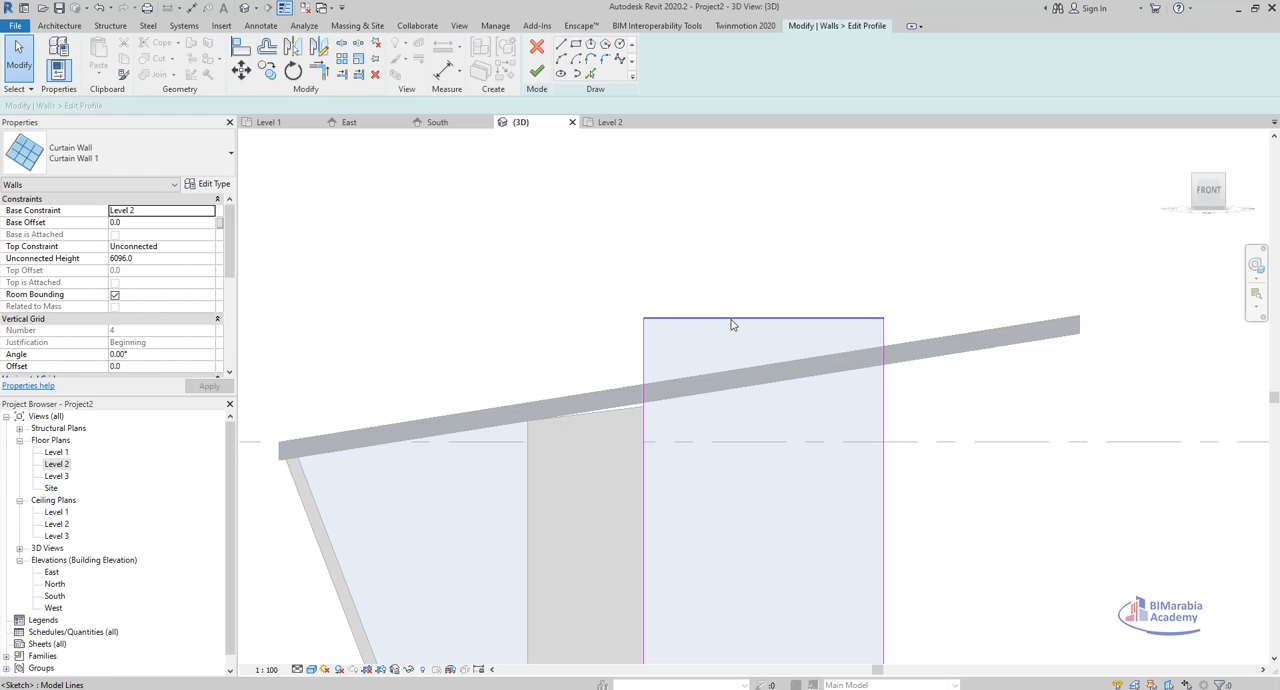 Autodesk Revit 2020.2 - Project2 - 3D View: {3D}
Sign In
Architecture Structure Steel Systems Insert Annotate Analyze Massing & Site Collaborate View Manage Add-Ins Enscape™ BIM Interoperability Tools Twinmotion 2020 Modify | Walls > Edit Profile
Modify
Properties
Paste
Cope
Cut
Join
Select Properties Clipboard Geometry Modify View Measure Create Mode Draw
Modify | Walls > Edit Profile
Properties
Level 1 East South {3D} Level 2
Curtain Wall
Curtain Wall 1
Walls Edit Type
Constraints
Base Constraint Level 2
Base Offset 0.0
Base is Attached
Top Constraint Unconnected
Unconnected Height 6096.0
Top Offset 0.0
Top is Attached
Room Bounding
Related to Mass
Vertical Grid
Number 4
Justification Beginning
Angle 0.00°
Offset 0.0
Properties help Apply
Project Browser - Project2
Views (all)
Structural Plans
Floor Plans
Level 1
Level 2
Level 3
Site
Ceiling Plans
Level 1
Level 2
Level 3
3D Views
Elevations (Building Elevation)
East
North
South
West
Legends
Schedules/Quantities (all)
Sheets (all)
Families
Groups
FRONT
BIMarabia
Academy
1 : 100
<Sketch> : Model Lines
:0 Main Model :0